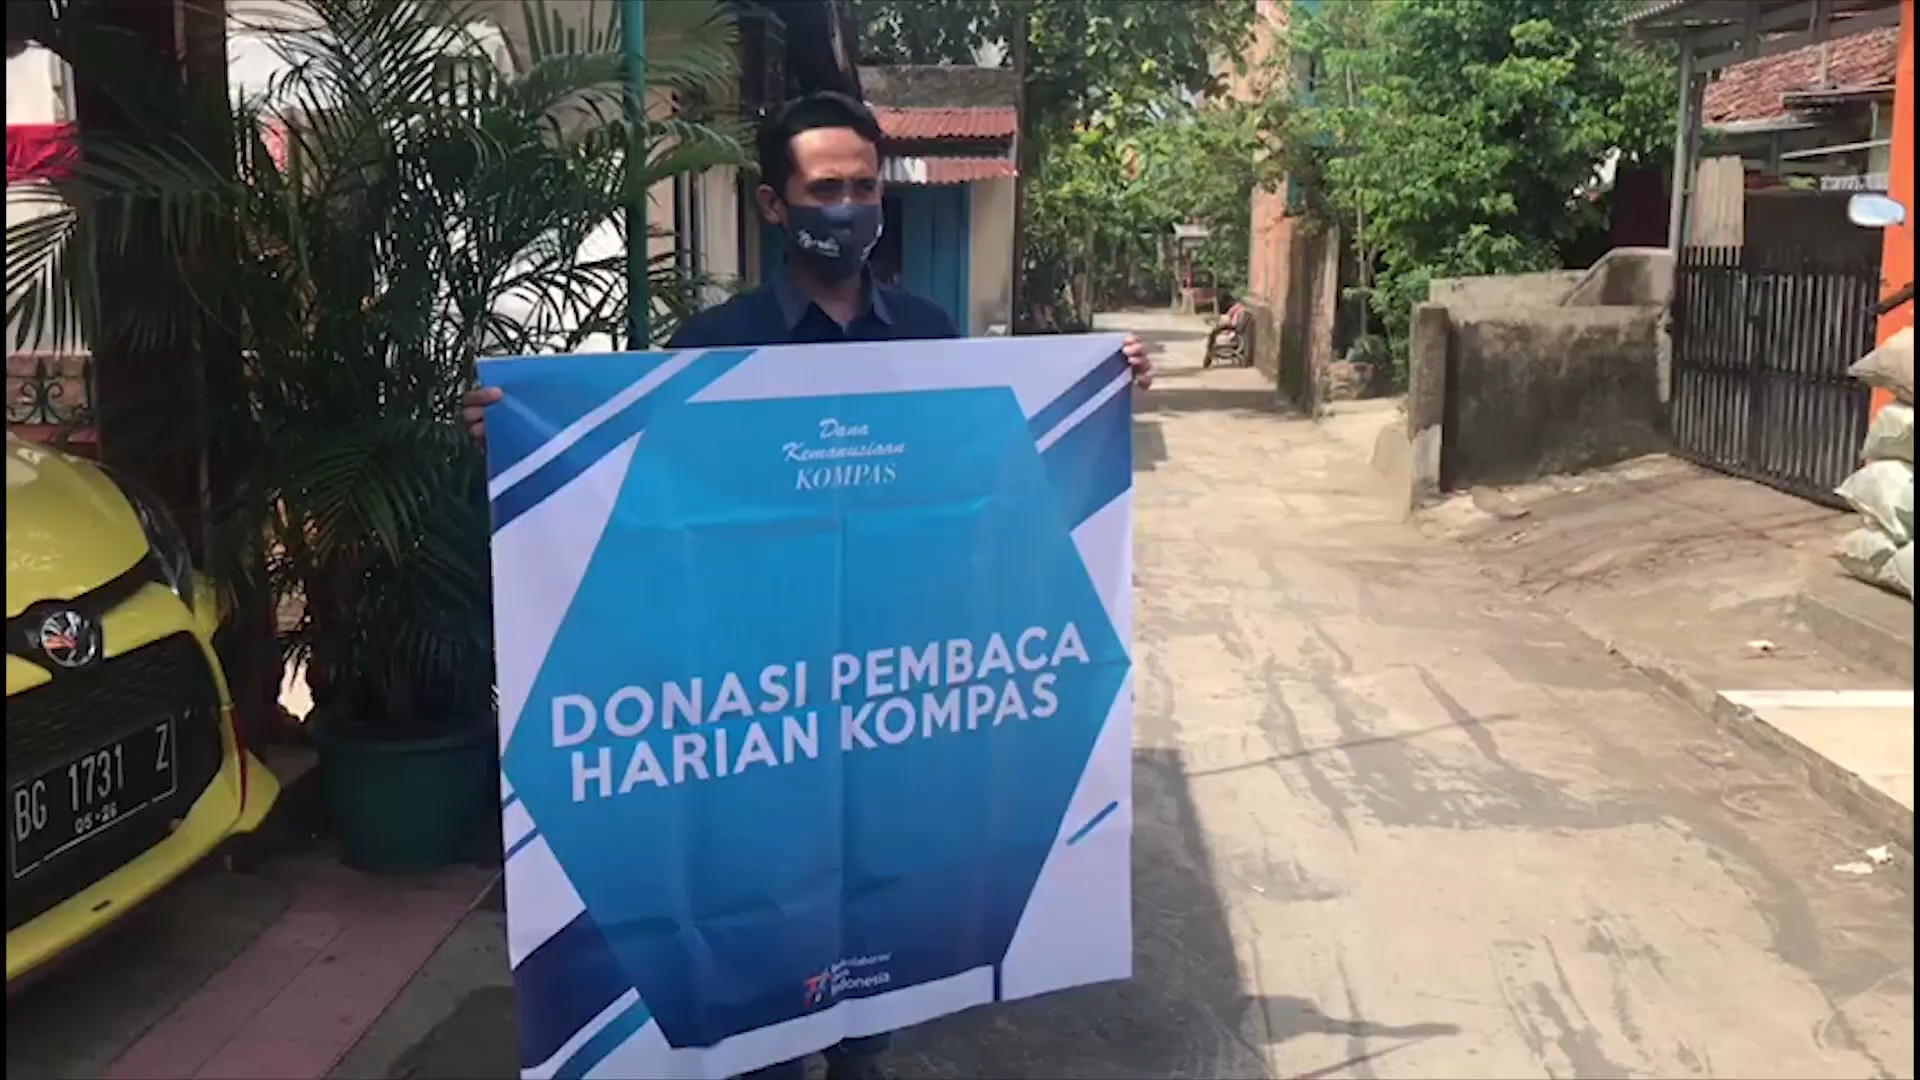 Dana
Kemanusiaan
KOMPAS
DONASI PEMBACA
HARIAN KOMPAS
Indonesia
BG 1731 Z
05-26